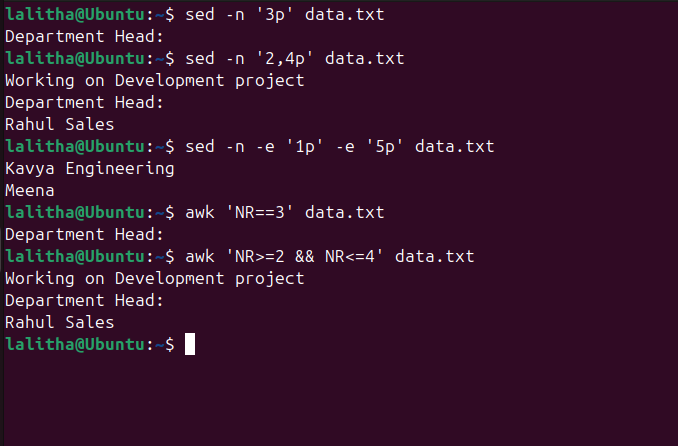 lalitha@Ubuntu:~$ sed -n '3p' data.txt
Department Head:
lalitha@Ubuntu:~$ sed -n '2,4p' data.txt
Working on Development project
Department Head:
Rahul Sales
lalitha@Ubuntu:~$ sed -n -e '1p' -e '5p' data.txt
Kavya Engineering
Meena
lalitha@Ubuntu:~$ awk 'NR==3' data.txt
Department Head:
lalitha@Ubuntu:~$ awk 'NR>=2 && NR<=4' data.txt
Working on Development project
Department Head:
Rahul Sales
lalitha@Ubuntu:~$